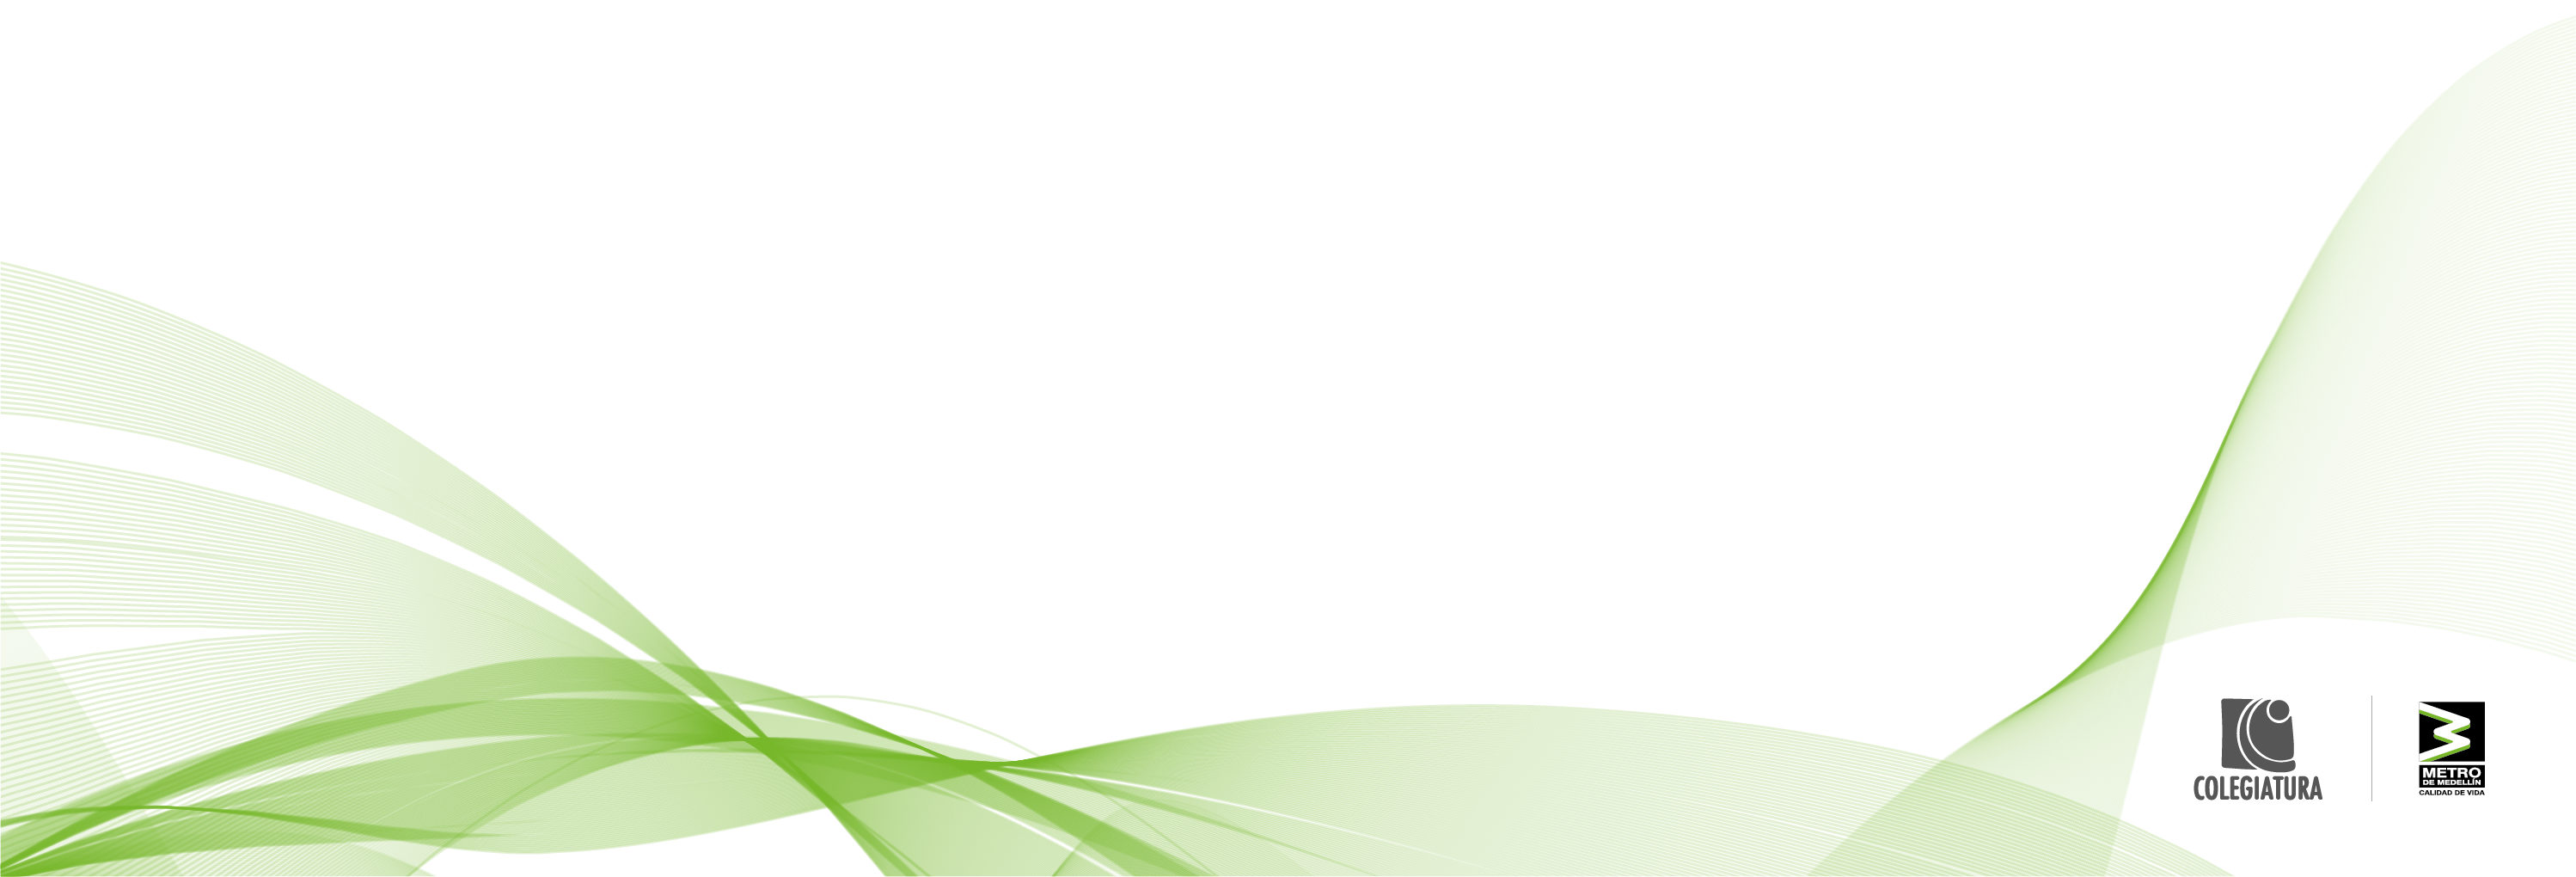 COLEGIATURA
METRO
DE MEDELLÍN
CALIDAD DE VIDA